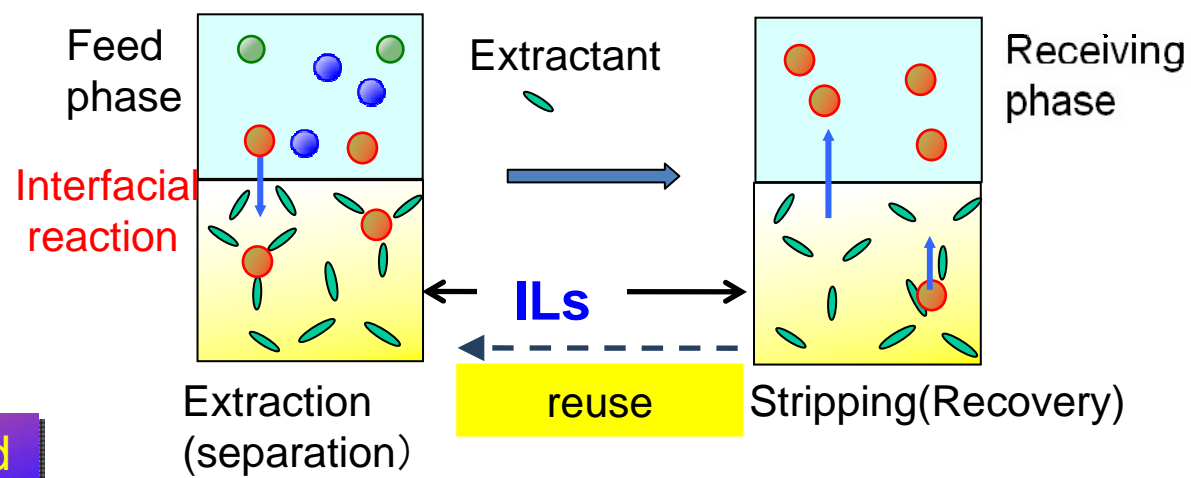 Feed
phase
Extractant
Receiving
phase
Interfacial
reaction
ILs
reuse
Extraction
(separation）
Stripping(Recovery)